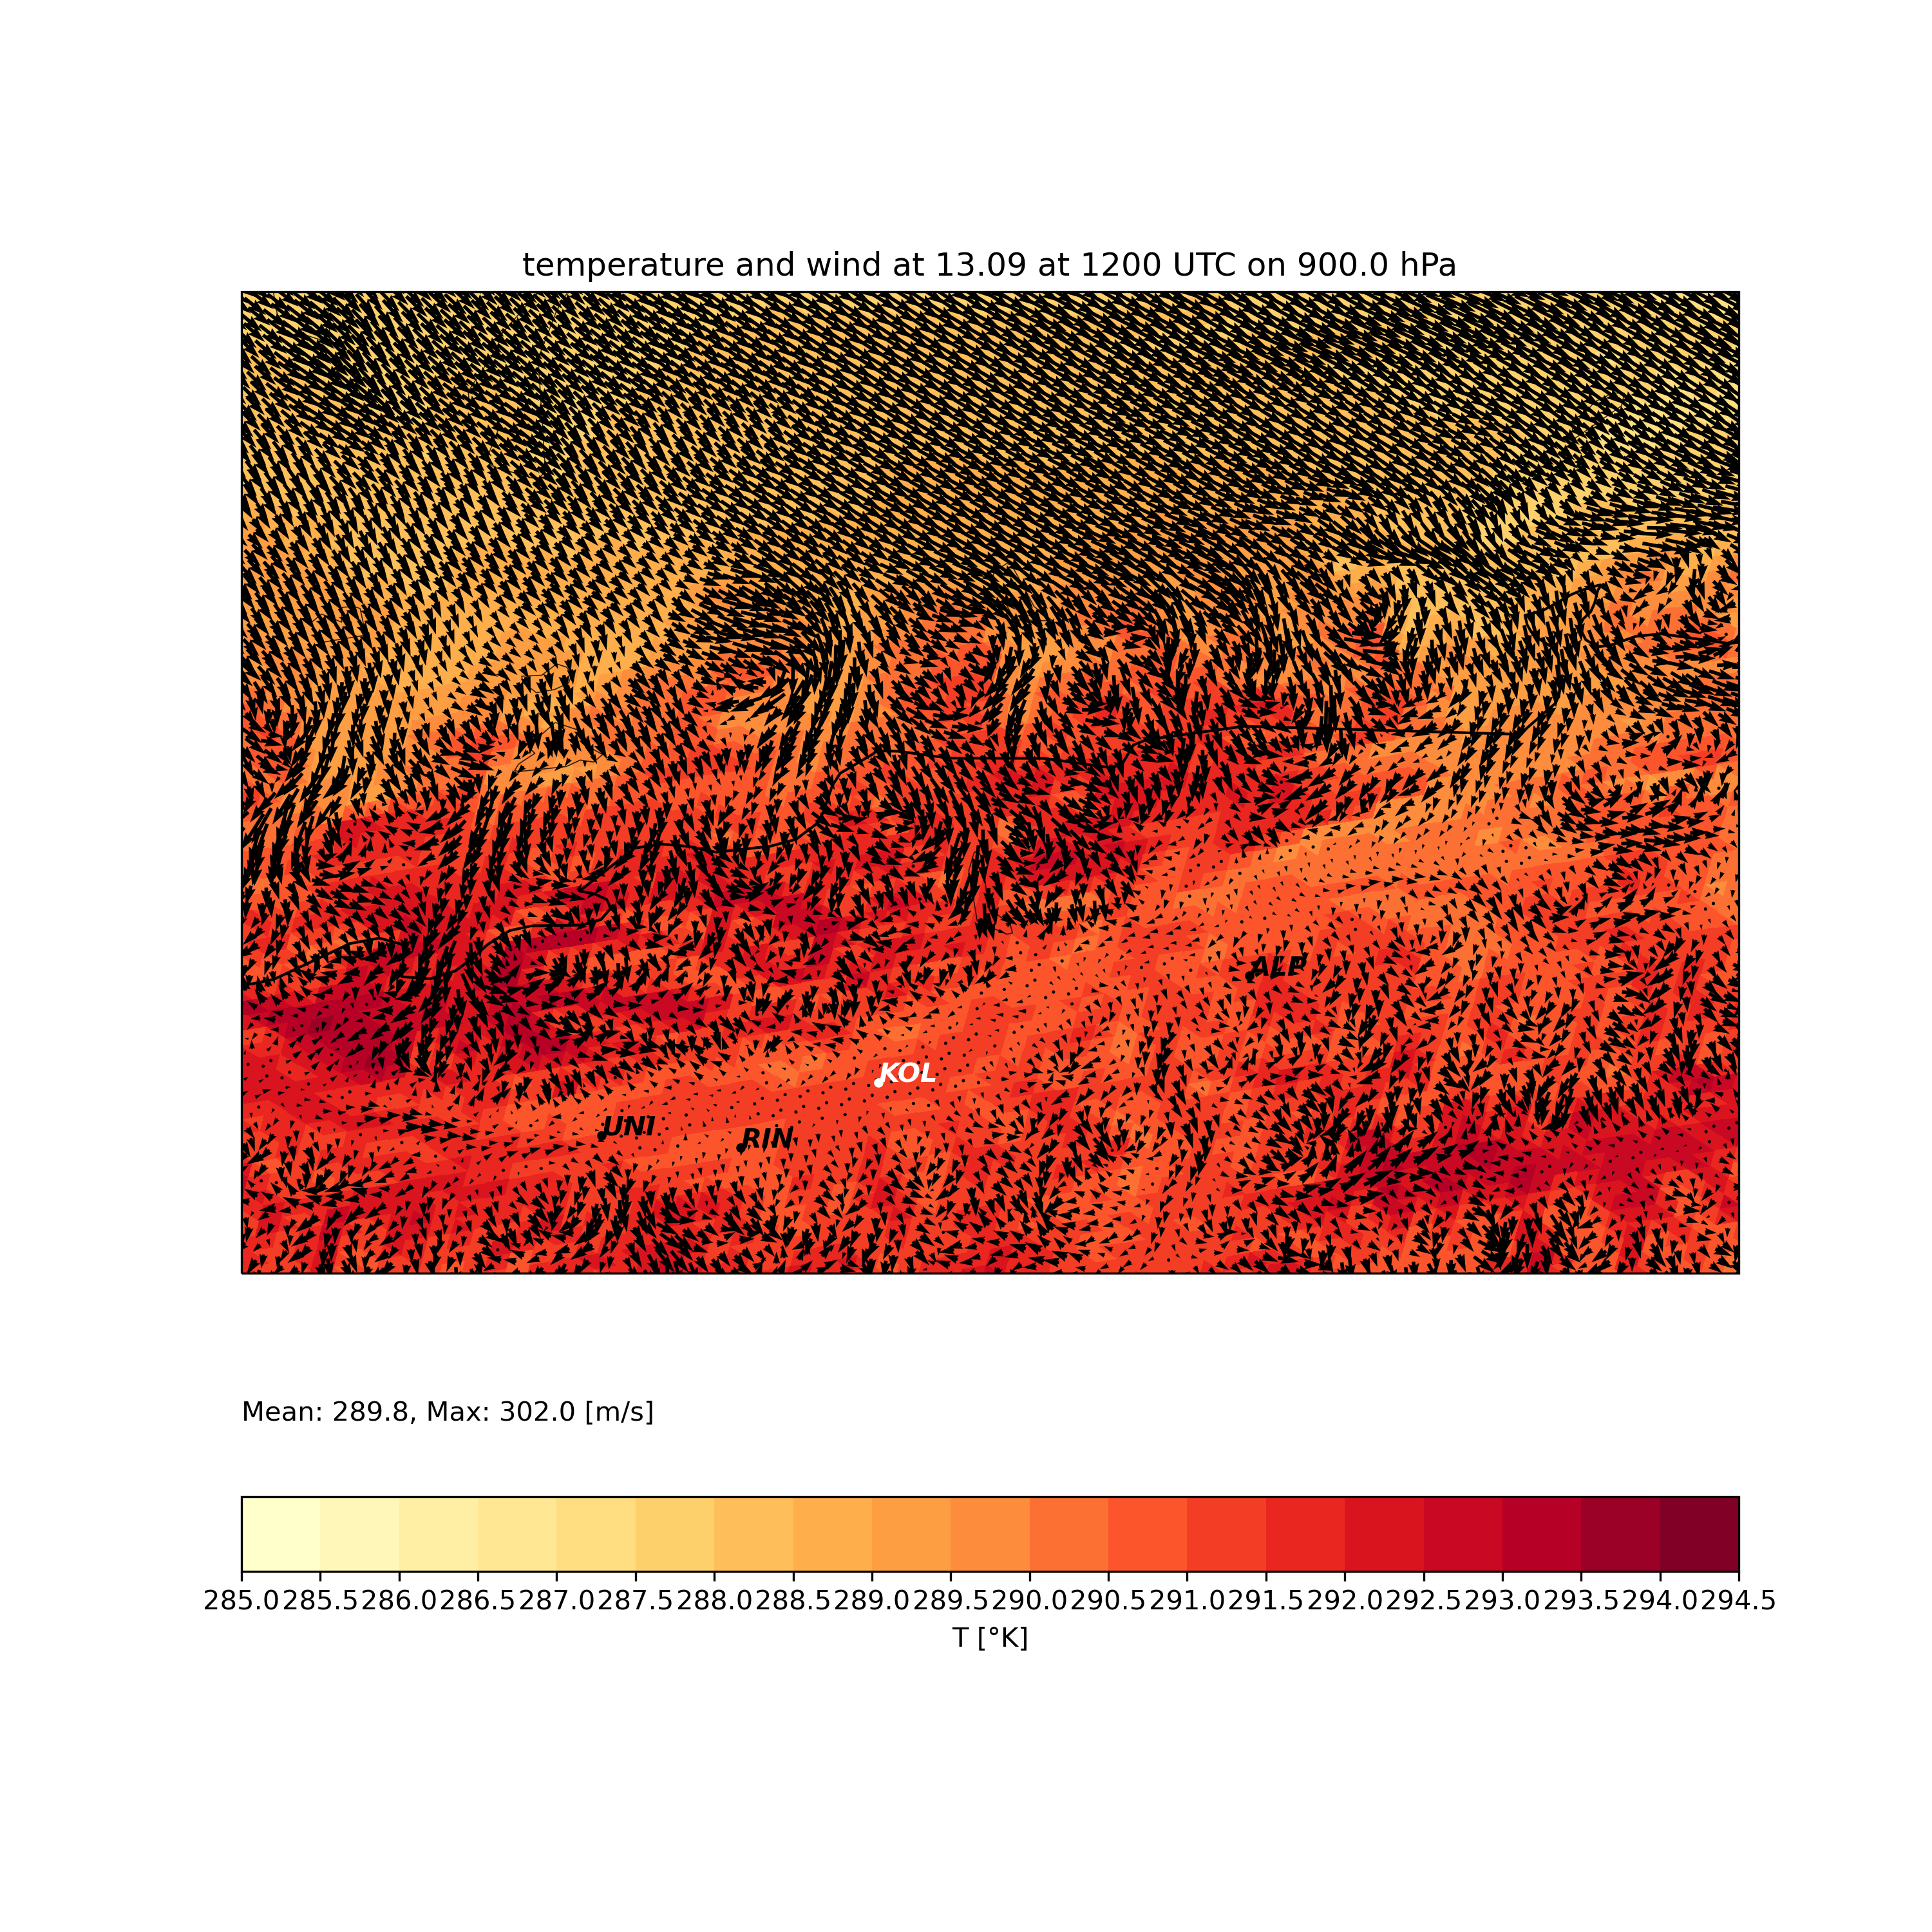 temperature and wind at 13.09 at 1200 UTC on 900.0 hPa
ALP
KOL
UNI
RIN
Mean: 289.8, Max: 302.0 [m/s]
285.0 285.5 286.0 286.5 287.0 287.5 288.0 288.5 289.0 289.5 290.0 290.5 291.0 291.5 292.0 292.5 293.0 293.5 294.0 294.5
T [°K]